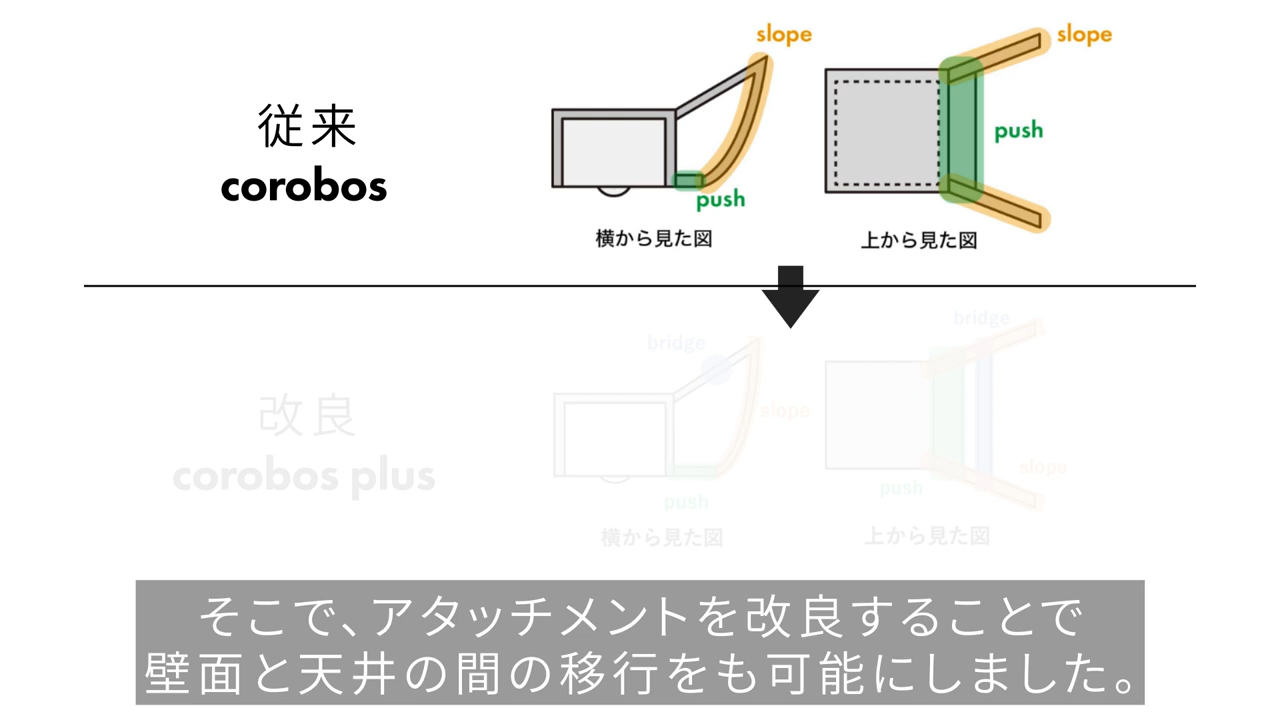 従来
corobos
slope
push
横から見た図
slope
push
上から見た図
改良
corobos plus
bridge
slope
push
横から見た図
bridge
slope
push
上から見た図
そこで、アタッチメントを改良することで
壁面と天井の間の移行をも可能にしました。